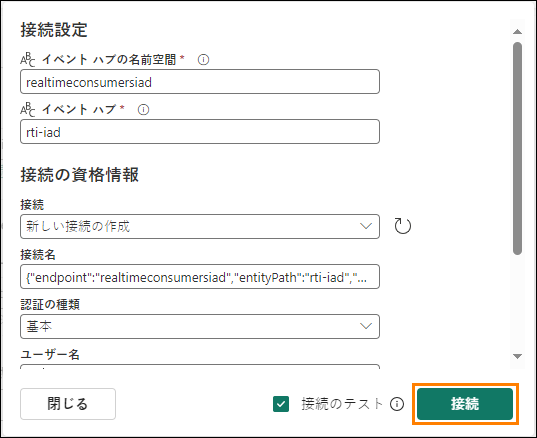 接続設定
ABC イベント ハブの名前空間 *
realtimeconsumersiad
ABC イベント ハブ *
rti-iad
接続の資格情報
接続
新しい接続の作成
接続名
{"endpoint":"realtimeconsumersiad","entityPath":"rti-iad","...
認証の種類
基本
ユーザー名
閉じる
接続のテスト
接続